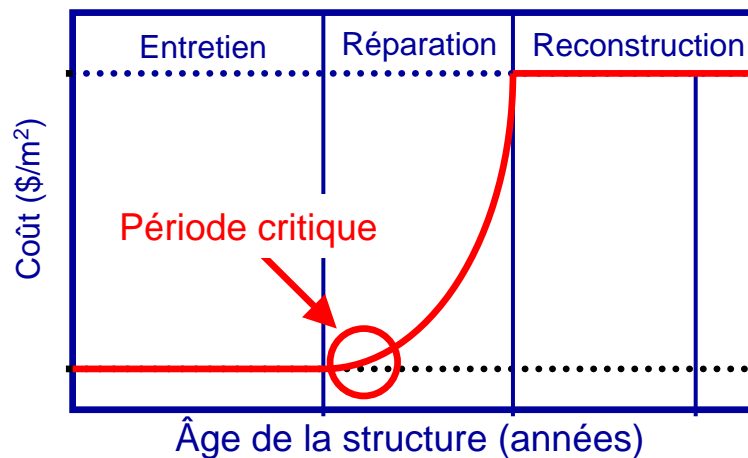 Entretien
Réparation
Reconstruction
Coût ($/m²)
Période critique
Âge de la structure (années)